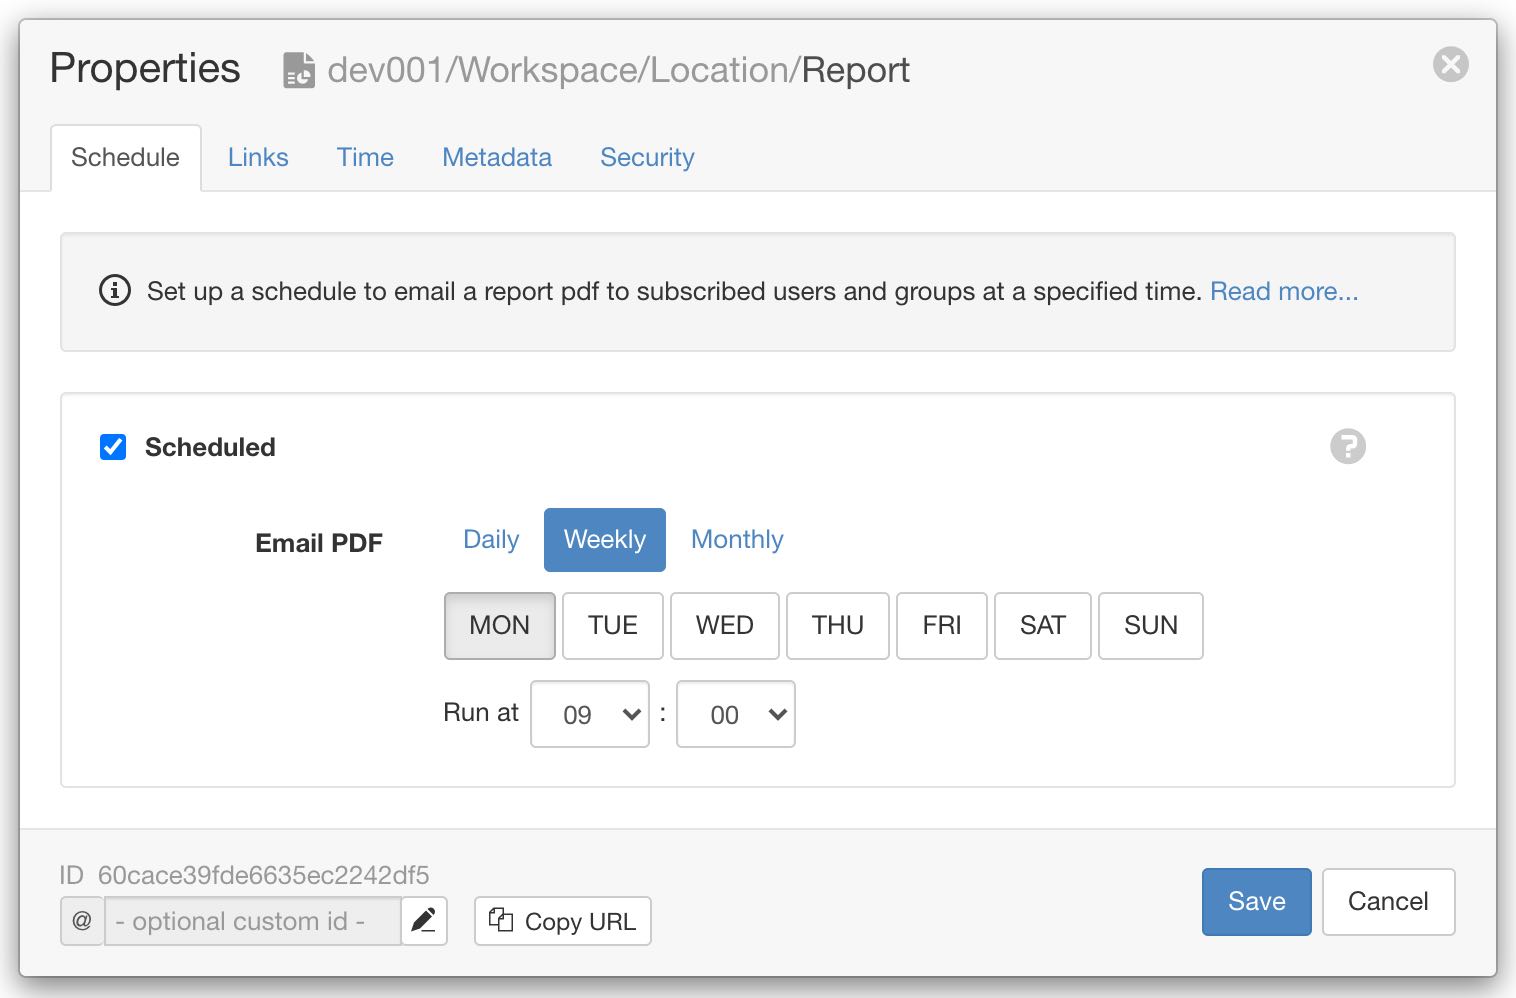 Properties dev001/Workspace/Location/Report
Schedule Links Time Metadata Security
Set up a schedule to email a report pdf to subscribed users and groups at a specified time. Read more...
Scheduled ?
Email PDF Daily Weekly Monthly
MON TUE WED THU FRI SAT SUN
Run at 09 : 00
ID 60cace39fde6635ec2242df5
@ - optional custom id - Copy URL Save Cancel